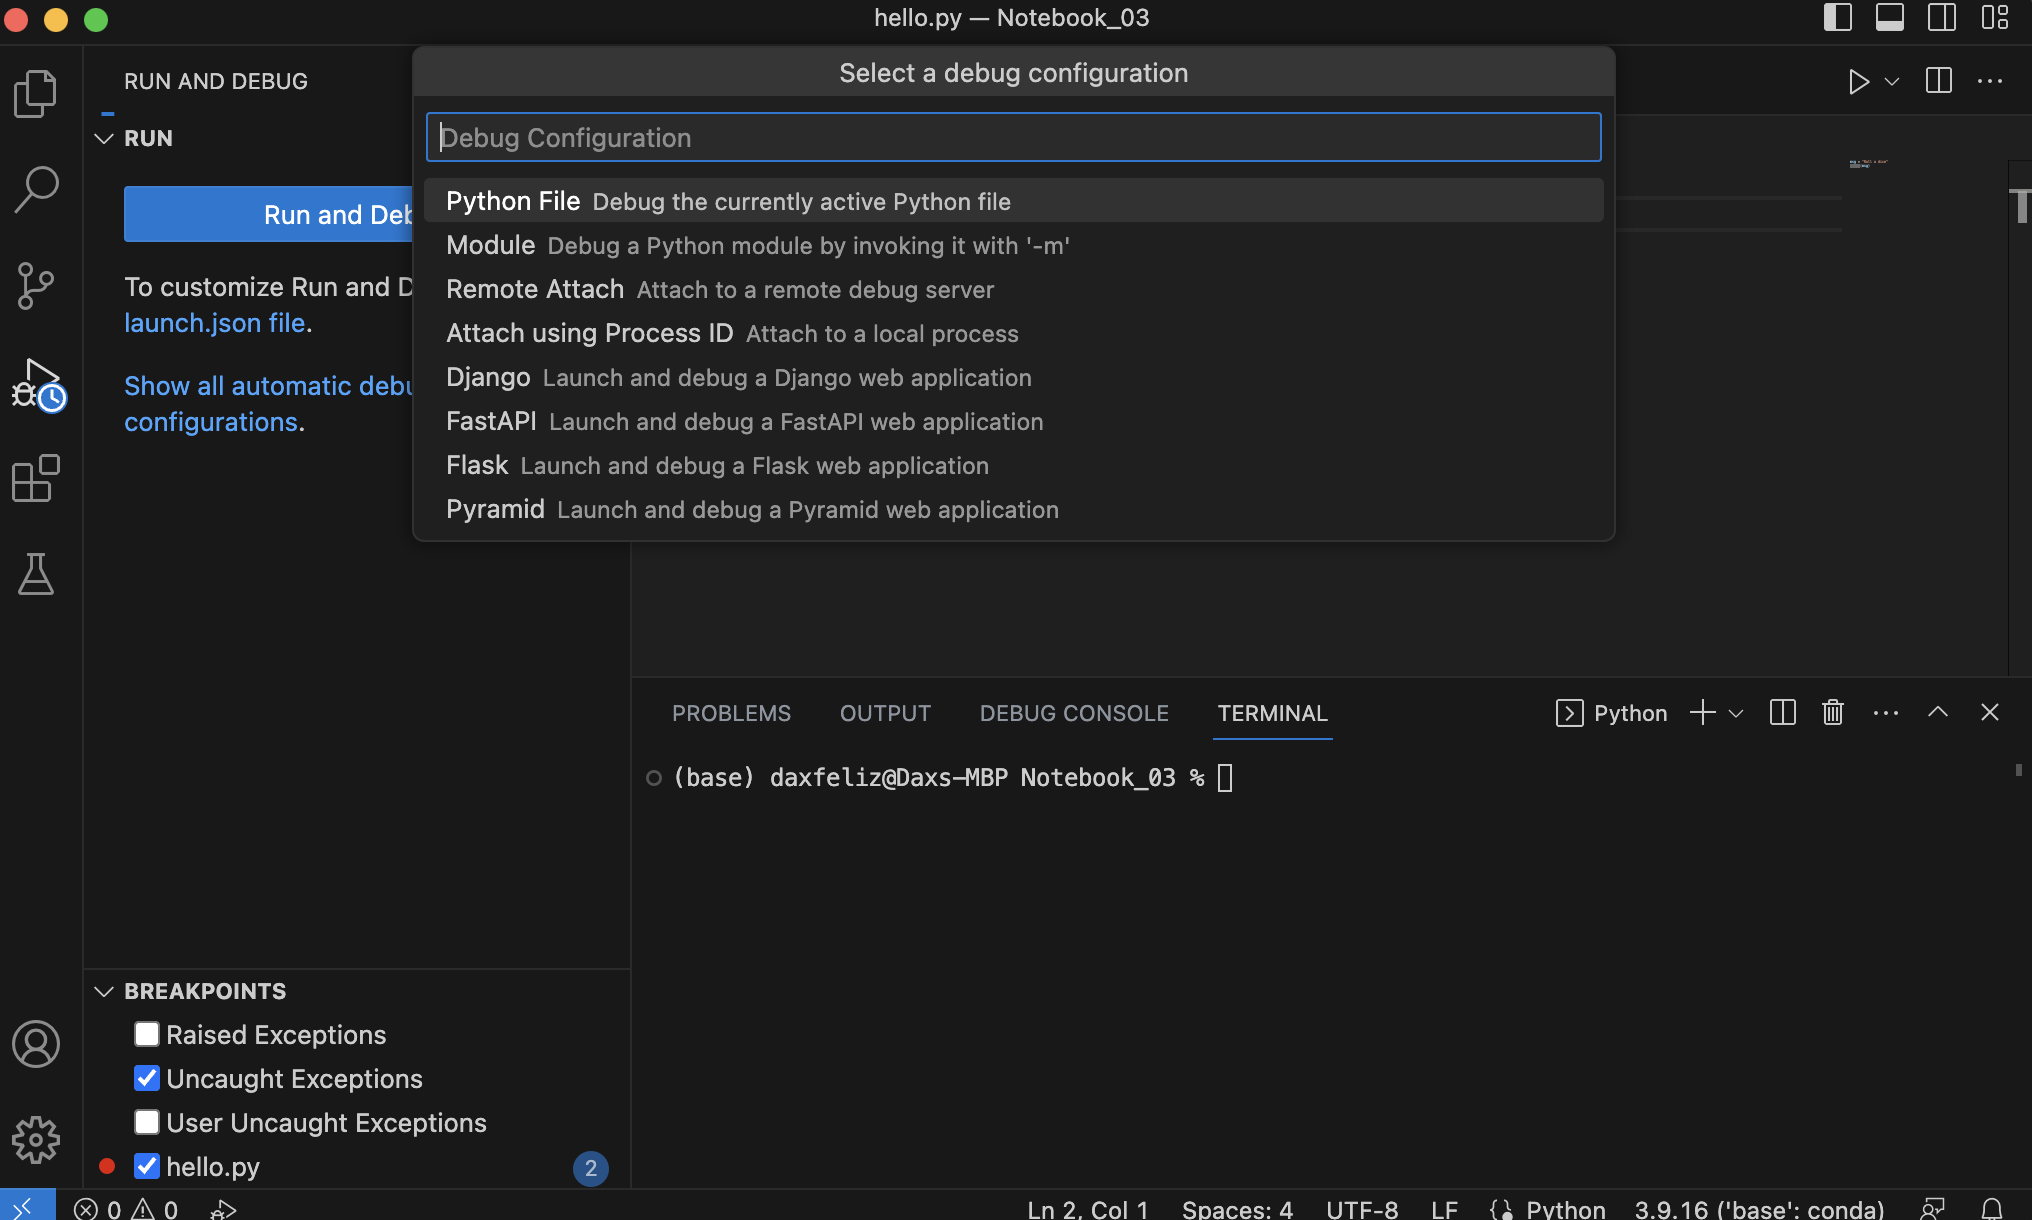 hello.py — Notebook_03
RUN AND DEBUG
RUN
Run and Deb
To customize Run and D
launch.json file.
Show all automatic debu
configurations.
Select a debug configuration
Debug Configuration
Python File Debug the currently active Python file
Module Debug a Python module by invoking it with '-m'
Remote Attach Attach to a remote debug server
Attach using Process ID Attach to a local process
Django Launch and debug a Django web application
FastAPI Launch and debug a FastAPI web application
Flask Launch and debug a Flask web application
Pyramid Launch and debug a Pyramid web application
PROBLEMS OUTPUT DEBUG CONSOLE TERMINAL Python
(base) daxfeliz@Daxs-MBP Notebook_03 %
BREAKPOINTS
Raised Exceptions
Uncaught Exceptions
User Uncaught Exceptions
hello.py 2
0 0 Ln 2, Col 1 Spaces: 4 UTF-8 LF Python 3.9.16 ('base': conda)